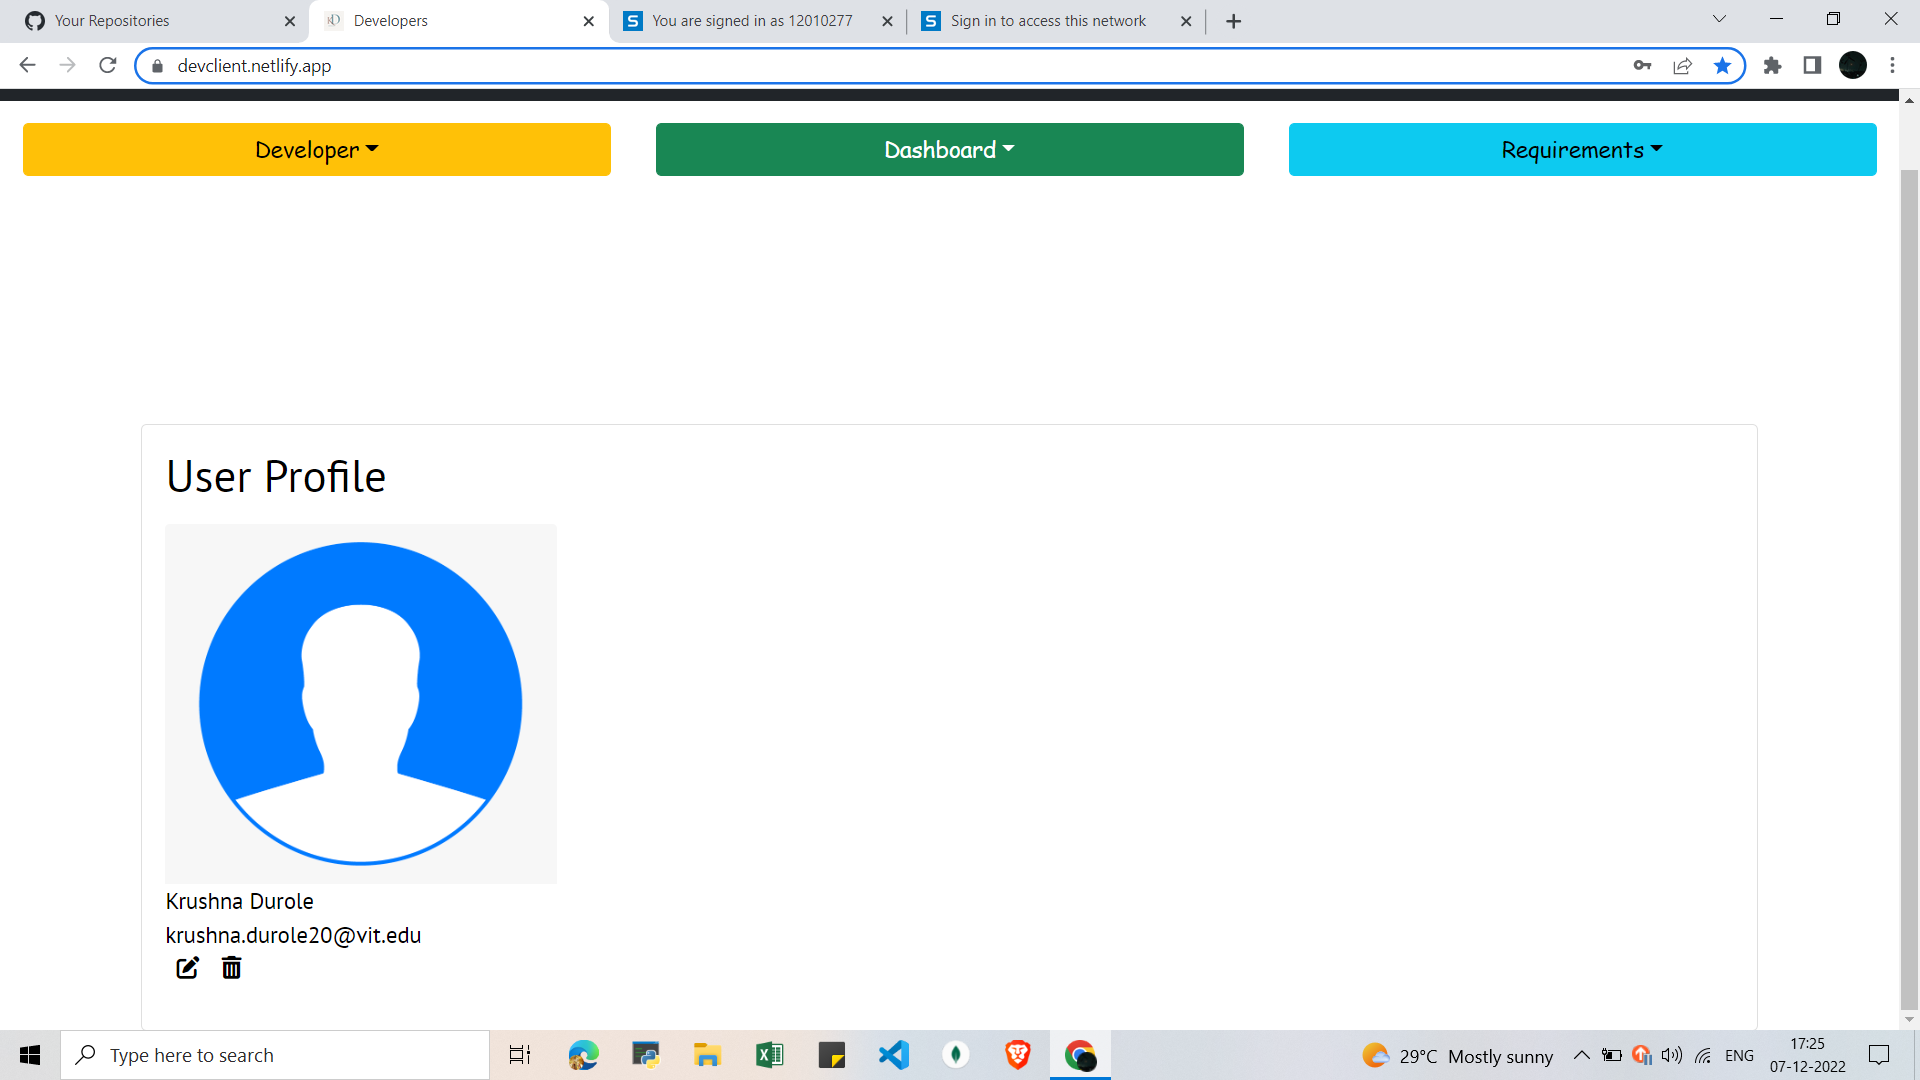 Your Repositories
Developers
You are signed in as 12010277
Sign in to access this network
devclient.netlify.app
Developer
Dashboard
Requirements
User Profile
Krushna Durole
krushna.durole20@vit.edu
Type here to search
29°C Mostly sunny
ENG
17:25
07-12-2022